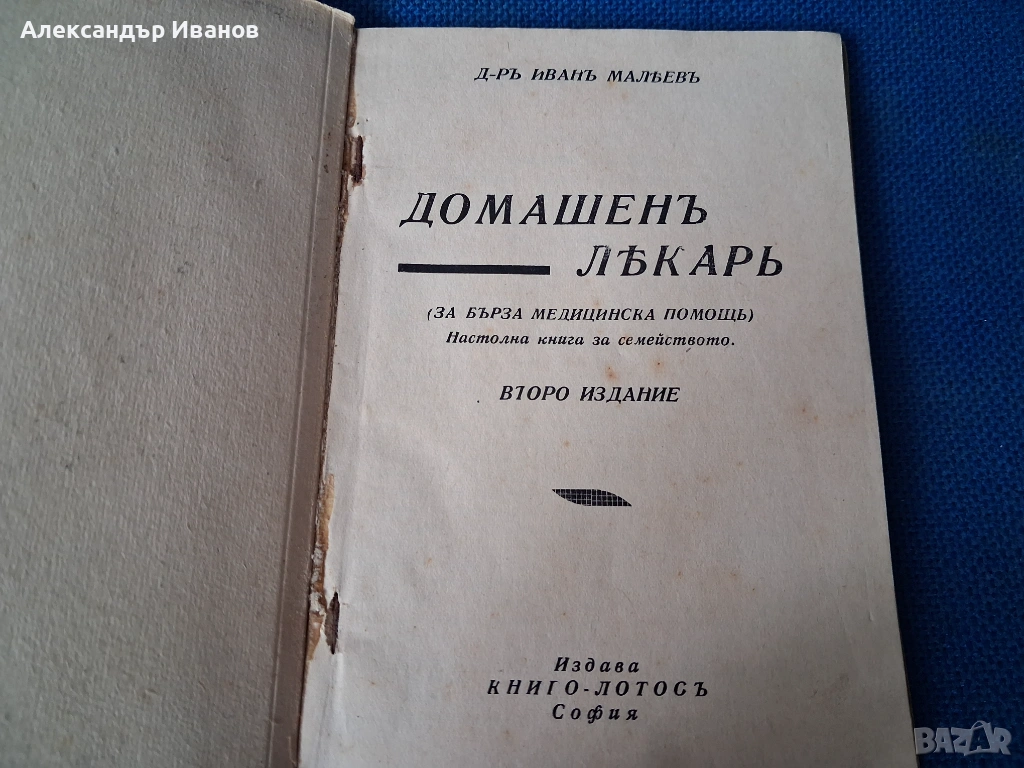 Александър Иванов
Д-РЪ ИВАНЪ МАЛѢЕВЪ
ДОМАШЕНЪ
ЛѢКАРЬ
(ЗА БЪРЗА МЕДИЦИНСКА ПОМОЩЬ)
Настолна книга за семейството.
ВТОРО ИЗДАНИЕ
Издава
КНИГО-ЛОТОСЪ
София
BAZAR